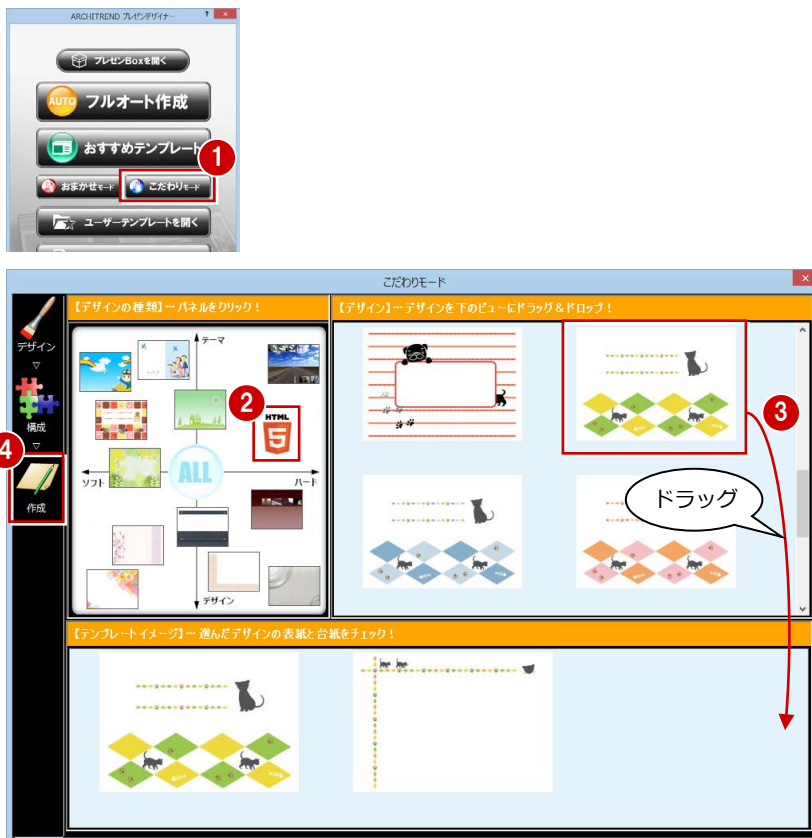 ARCHITREND プレゼンデザイナー
?
×
プレゼンBoxを開く
AUTO
フルオート作成
おすすめテンプレート
1
おまかせモード
こだわりモード
ユーザーテンプレートを開く
こだわりモード
×
【デザインの種類】… パネルをクリック！
【デザイン】… デザインを下のビューにドラッグ＆ドロップ！
デザイン
▽
構成
▽
4
作成
テーマ
2
HTML
5
ソフト
ALL
ハード
デザイン
3
ドラッグ
【テンプレートイメージ】… 選んだデザインの表紙と台紙をチェック！